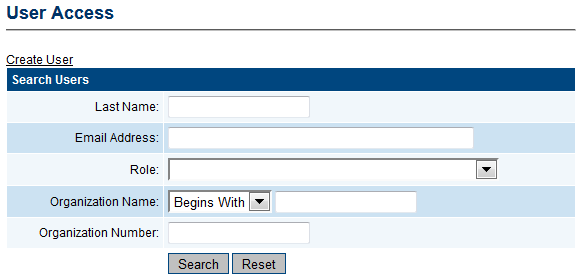 User Access
Create User
Search Users
Last Name:
Email Address:
Role:
Organization Name: Begins With
Organization Number:
Search Reset